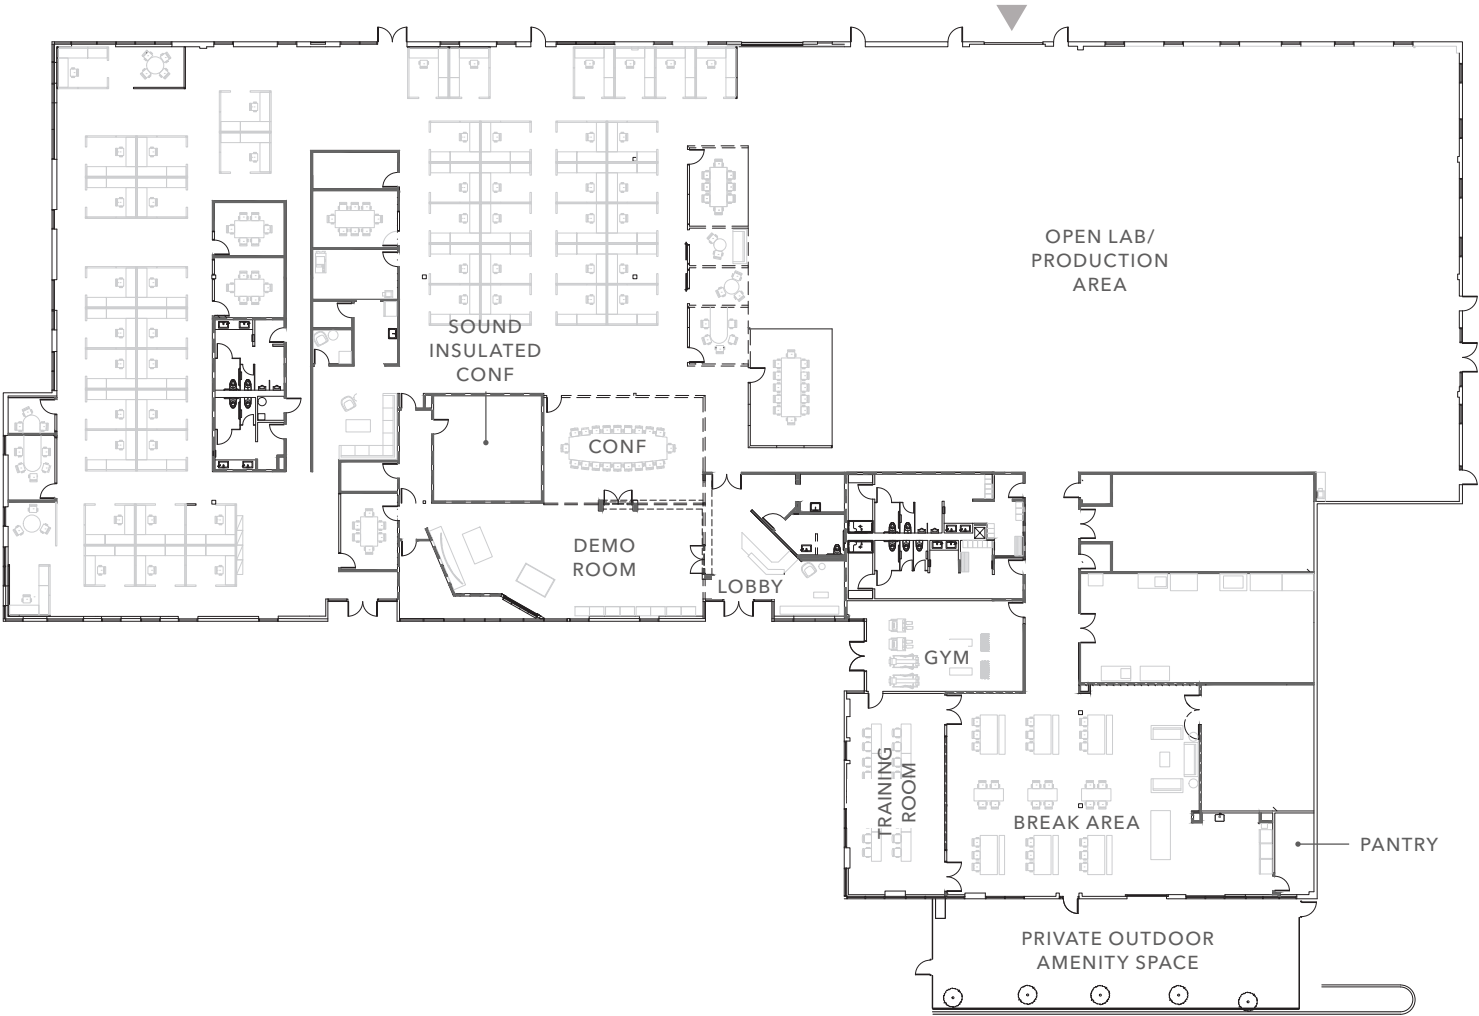 OPEN LAB/
PRODUCTION
AREA
SOUND
INSULATED
CONF
CONF
DEMO
ROOM
LOBBY
GYM
TRAINING
ROOM
BREAK AREA
PANTRY
PRIVATE OUTDOOR
AMENITY SPACE